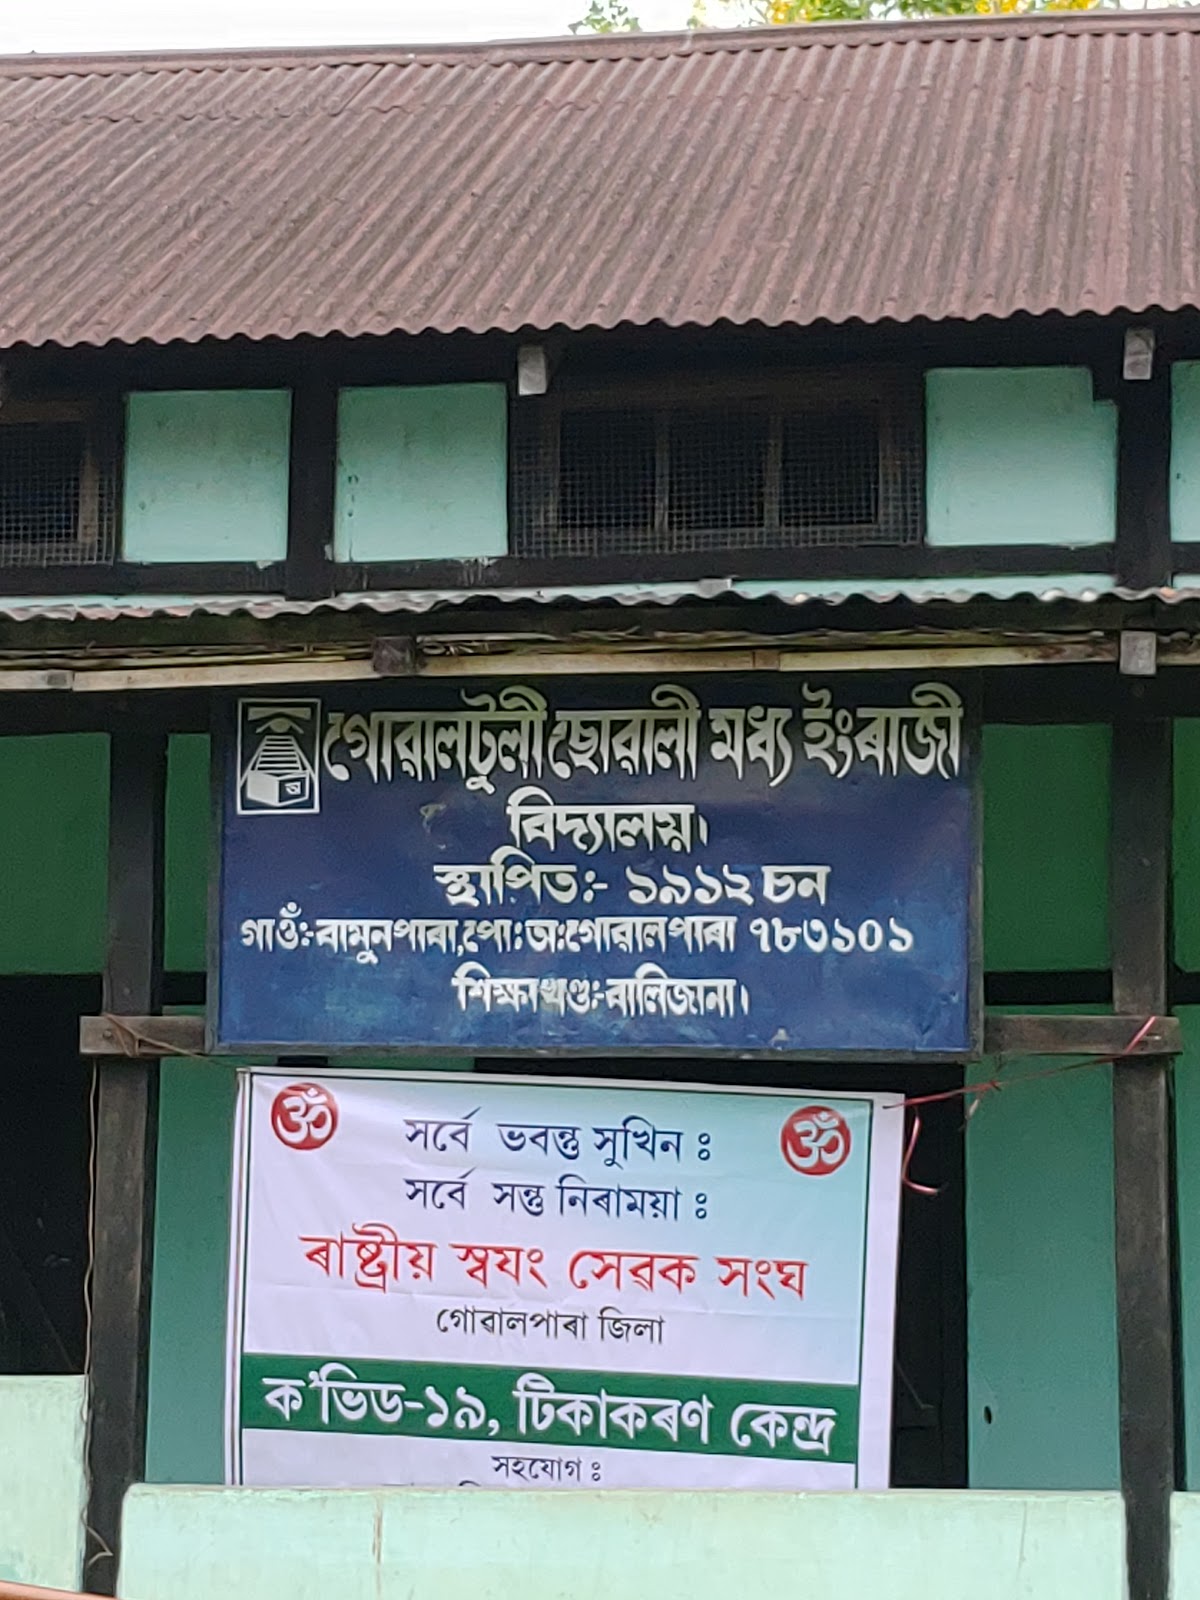 গোৱালটুলী ছোৱালী মধ্য ইংৰাজী
বিদ্যালয়।
স্থাপিত:- ১৯১২ চন
গাওঁ:-বামুনপাৰা,পো:অ:গোৱালপাৰা ৭৮৩১০১
শিক্ষাখণ্ড:-বালিজানা।
ॐ ॐ
সৰ্বে ভবন্তু সুখিন ঃ
সৰ্বে সন্তু নিৰাময়া ঃ
ৰাষ্ট্ৰীয় স্বযং সেৱক সংঘ
গোৱালপাৰা জিলা
ক'ভিড-১৯, টিকাকৰণ কেন্দ্ৰ
সহযোগ ঃ